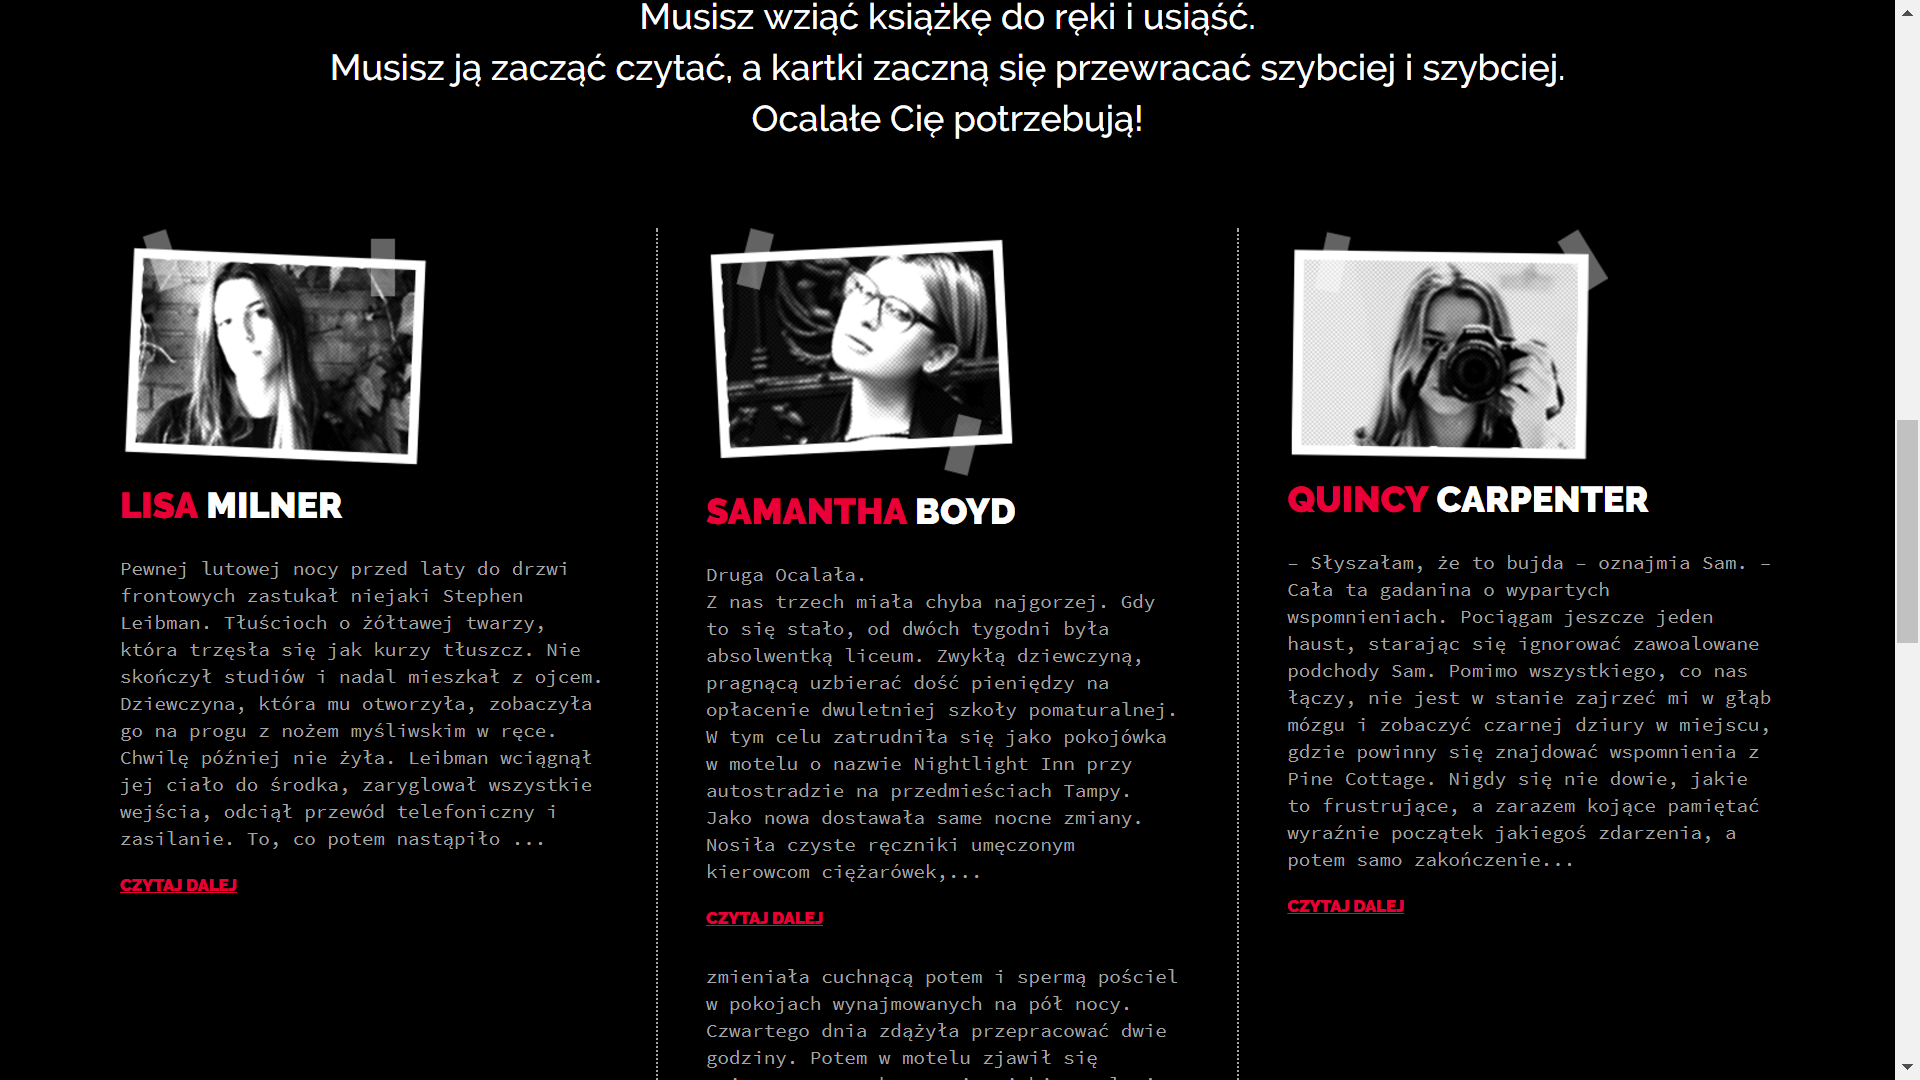 Musisz wziąć książkę do ręki i usiąść.
Musisz ją zacząć czytać, a kartki zaczną się przewracać szybciej i szybciej.
Ocalałe Cię potrzebują!
LISA MILNER
Pewnej lutowej nocy przed laty do drzwi
frontowych zastukał niejaki Stephen
Leibman. Tłuścioch o żółtawej twarzy,
która trzęsła się jak kurzy tłuszcz. Nie
skończył studiów i nadal mieszkał z ojcem.
Dziewczyna, która mu otworzyła, zobaczyła
go na progu z nożem myśliwskim w ręce.
Chwilę później nie żyła. Leibman wciągnął
jej ciało do środka, zaryglował wszystkie
wejścia, odciął przewód telefoniczny i
zasilanie. To, co potem nastąpiło ...
CZYTAJ DALEJ
SAMANTHA BOYD
Druga Ocalała.
Z nas trzech miała chyba najgorzej. Gdy
to się stało, od dwóch tygodni była
absolwentką liceum. Zwykłą dziewczyną,
pragnącą uzbierać dość pieniędzy na
opłacenie dwuletniej szkoły pomaturalnej.
W tym celu zatrudniła się jako pokojówka
w motelu o nazwie Nightlight Inn przy
autostradzie na przedmieściach Tampy.
Jako nowa dostawała same nocne zmiany.
Nosiła czyste ręczniki umęczonym
kierowcom ciężarówek,...
CZYTAJ DALEJ
zmieniała cuchnącą potem i spermą pościel
w pokojach wynajmowanych na pół nocy.
Czwartego dnia zdążyła przepracować dwie
godziny. Potem w motelu zjawił się
QUINCY CARPENTER
– Słyszałam, że to bujda – oznajmia Sam. –
Cała ta gadanina o wypartych
wspomnieniach. Pociągam jeszcze jeden
haust, starając się ignorować zawoalowane
podchody Sam. Pomimo wszystkiego, co nas
łączy, nie jest w stanie zajrzeć mi w głąb
mózgu i zobaczyć czarnej dziury w miejscu,
gdzie powinny się znajdować wspomnienia z
Pine Cottage. Nigdy się nie dowie, jakie
to frustrujące, a zarazem kojące pamiętać
wyraźnie początek jakiegoś zdarzenia, a
potem samo zakończenie...
CZYTAJ DALEJ